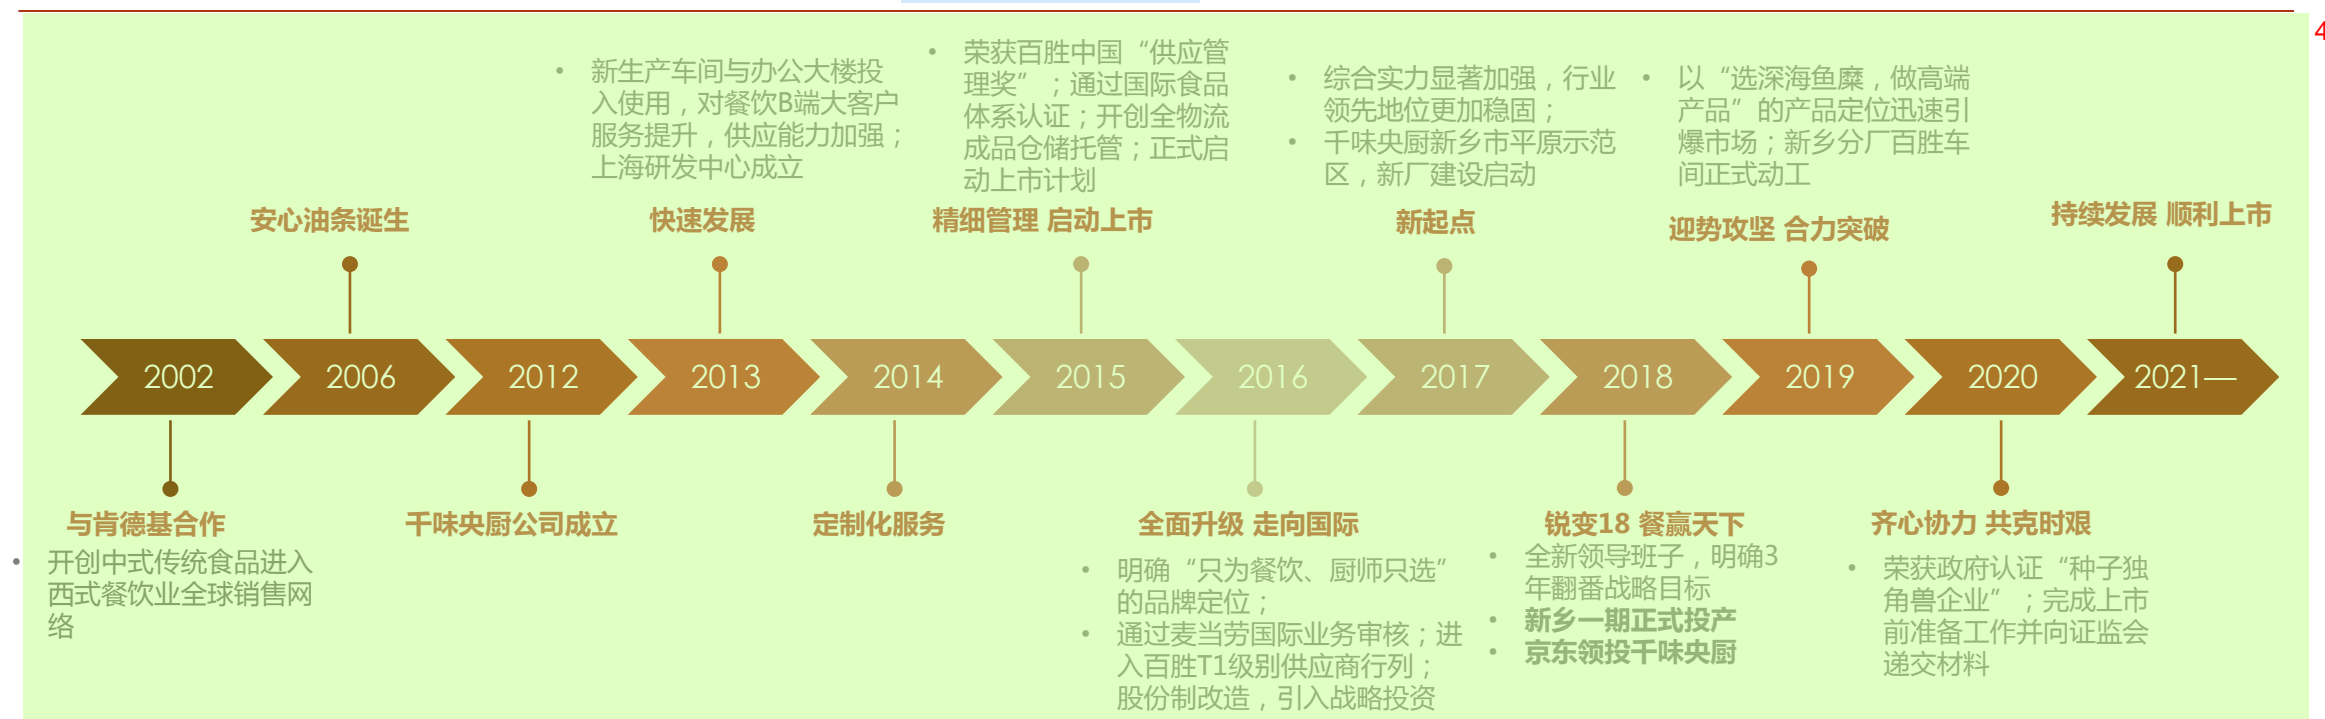 4
• 新生产车间与办公大楼投
入使用，对餐饮B端大客户
服务提升，供应能力加强；
上海研发中心成立
• 荣获百胜中国“供应管
理奖”；通过国际食品
体系认证；开创全物流
成品仓储托管；正式启
动上市计划
• 综合实力显著加强，行业
领先地位更加稳固；
• 千味央厨新乡市平原示范
区，新厂建设启动
• 以“选深海鱼糜，做高端
产品”的产品定位迅速引
爆市场；新乡分厂百胜车
间正式动工
安心油条诞生
快速发展
精细管理 启动上市
新起点
迎势攻坚 合力突破
持续发展 顺利上市
2002
2006
2012
2013
2014
2015
2016
2017
2018
2019
2020
2021—
与肯德基合作
• 开创中式传统食品进入
西式餐饮业全球销售网
络
千味央厨公司成立
定制化服务
全面升级 走向国际
• 明确“只为餐饮、厨师只选”
的品牌定位；
• 通过麦当劳国际业务审核；进
入百胜T1级别供应商行列；
股份制改造，引入战略投资
锐变18 餐赢天下
• 全新领导班子，明确3
年翻番战略目标
• 新乡一期正式投产
• 京东领投千味央厨
齐心协力 共克时艰
• 荣获政府认证“种子独
角兽企业”；完成上市
前准备工作并向证监会
递交材料